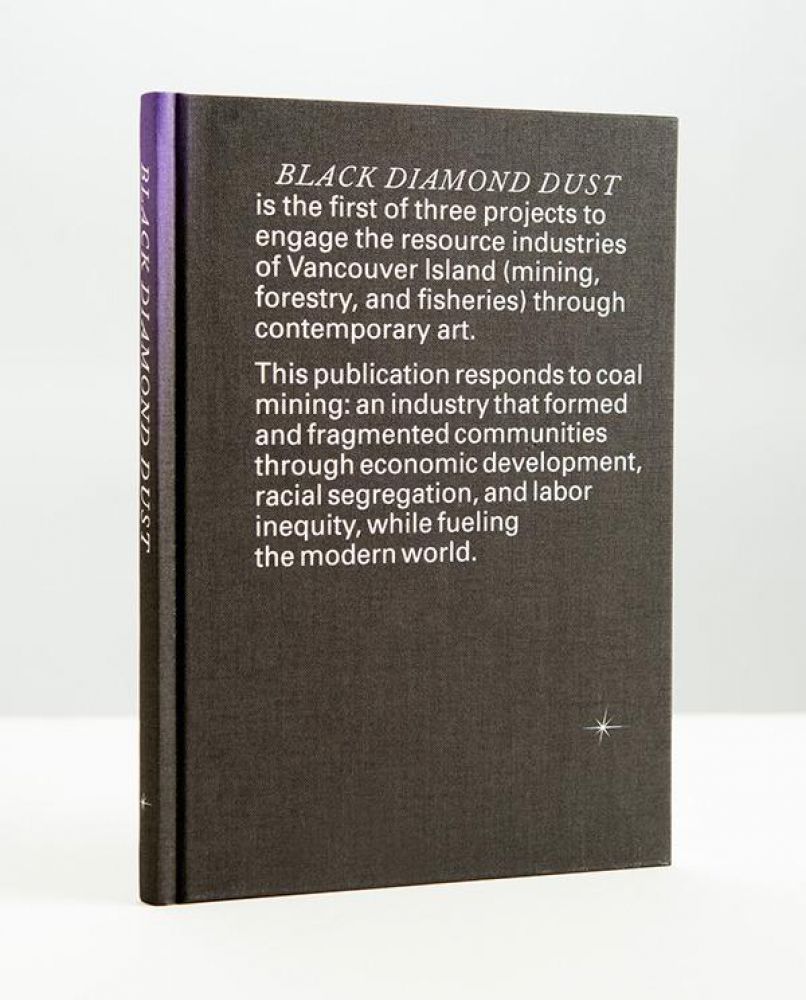 BLACK DIAMOND DUST
BLACK DIAMOND DUST
is the first of three projects to
engage the resource industries
of Vancouver Island (mining,
forestry, and fisheries) through
contemporary art.
This publication responds to coal
mining: an industry that formed
and fragmented communities
through economic development,
racial segregation, and labor
inequity, while fueling
the modern world.